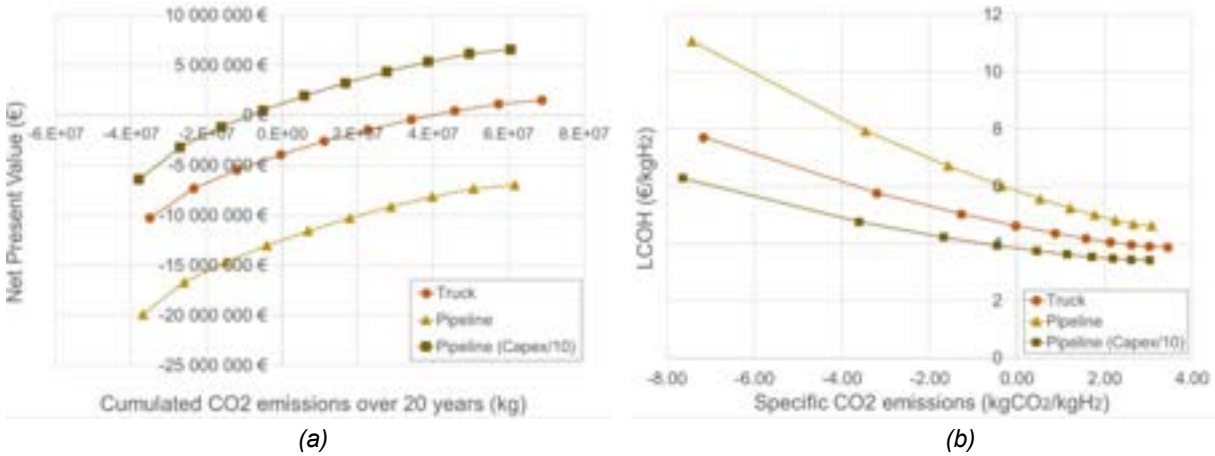 10 000 000 €
5 000 000 €
0 €
-5 000 000 €
-10 000 000 €
-15 000 000 €
-20 000 000 €
-25 000 000 €
-6.E+07
-4.E+07
-2.E+07
0.E+00
2.E+07
4.E+07
6.E+07
8.E+07
Net Present Value (€)
Truck
Pipeline
Pipeline (Capex/10)
Cumulated CO2 emissions over 20 years (kg)
(a)
12
10
8
6
4
2
0
LCOH (€/kgH2)
Truck
Pipeline
Pipeline (Capex/10)
-8.00
-6.00
-4.00
-2.00
0.00
2.00
4.00
Specific CO2 emissions (kgCO2/kgH2)
(b)